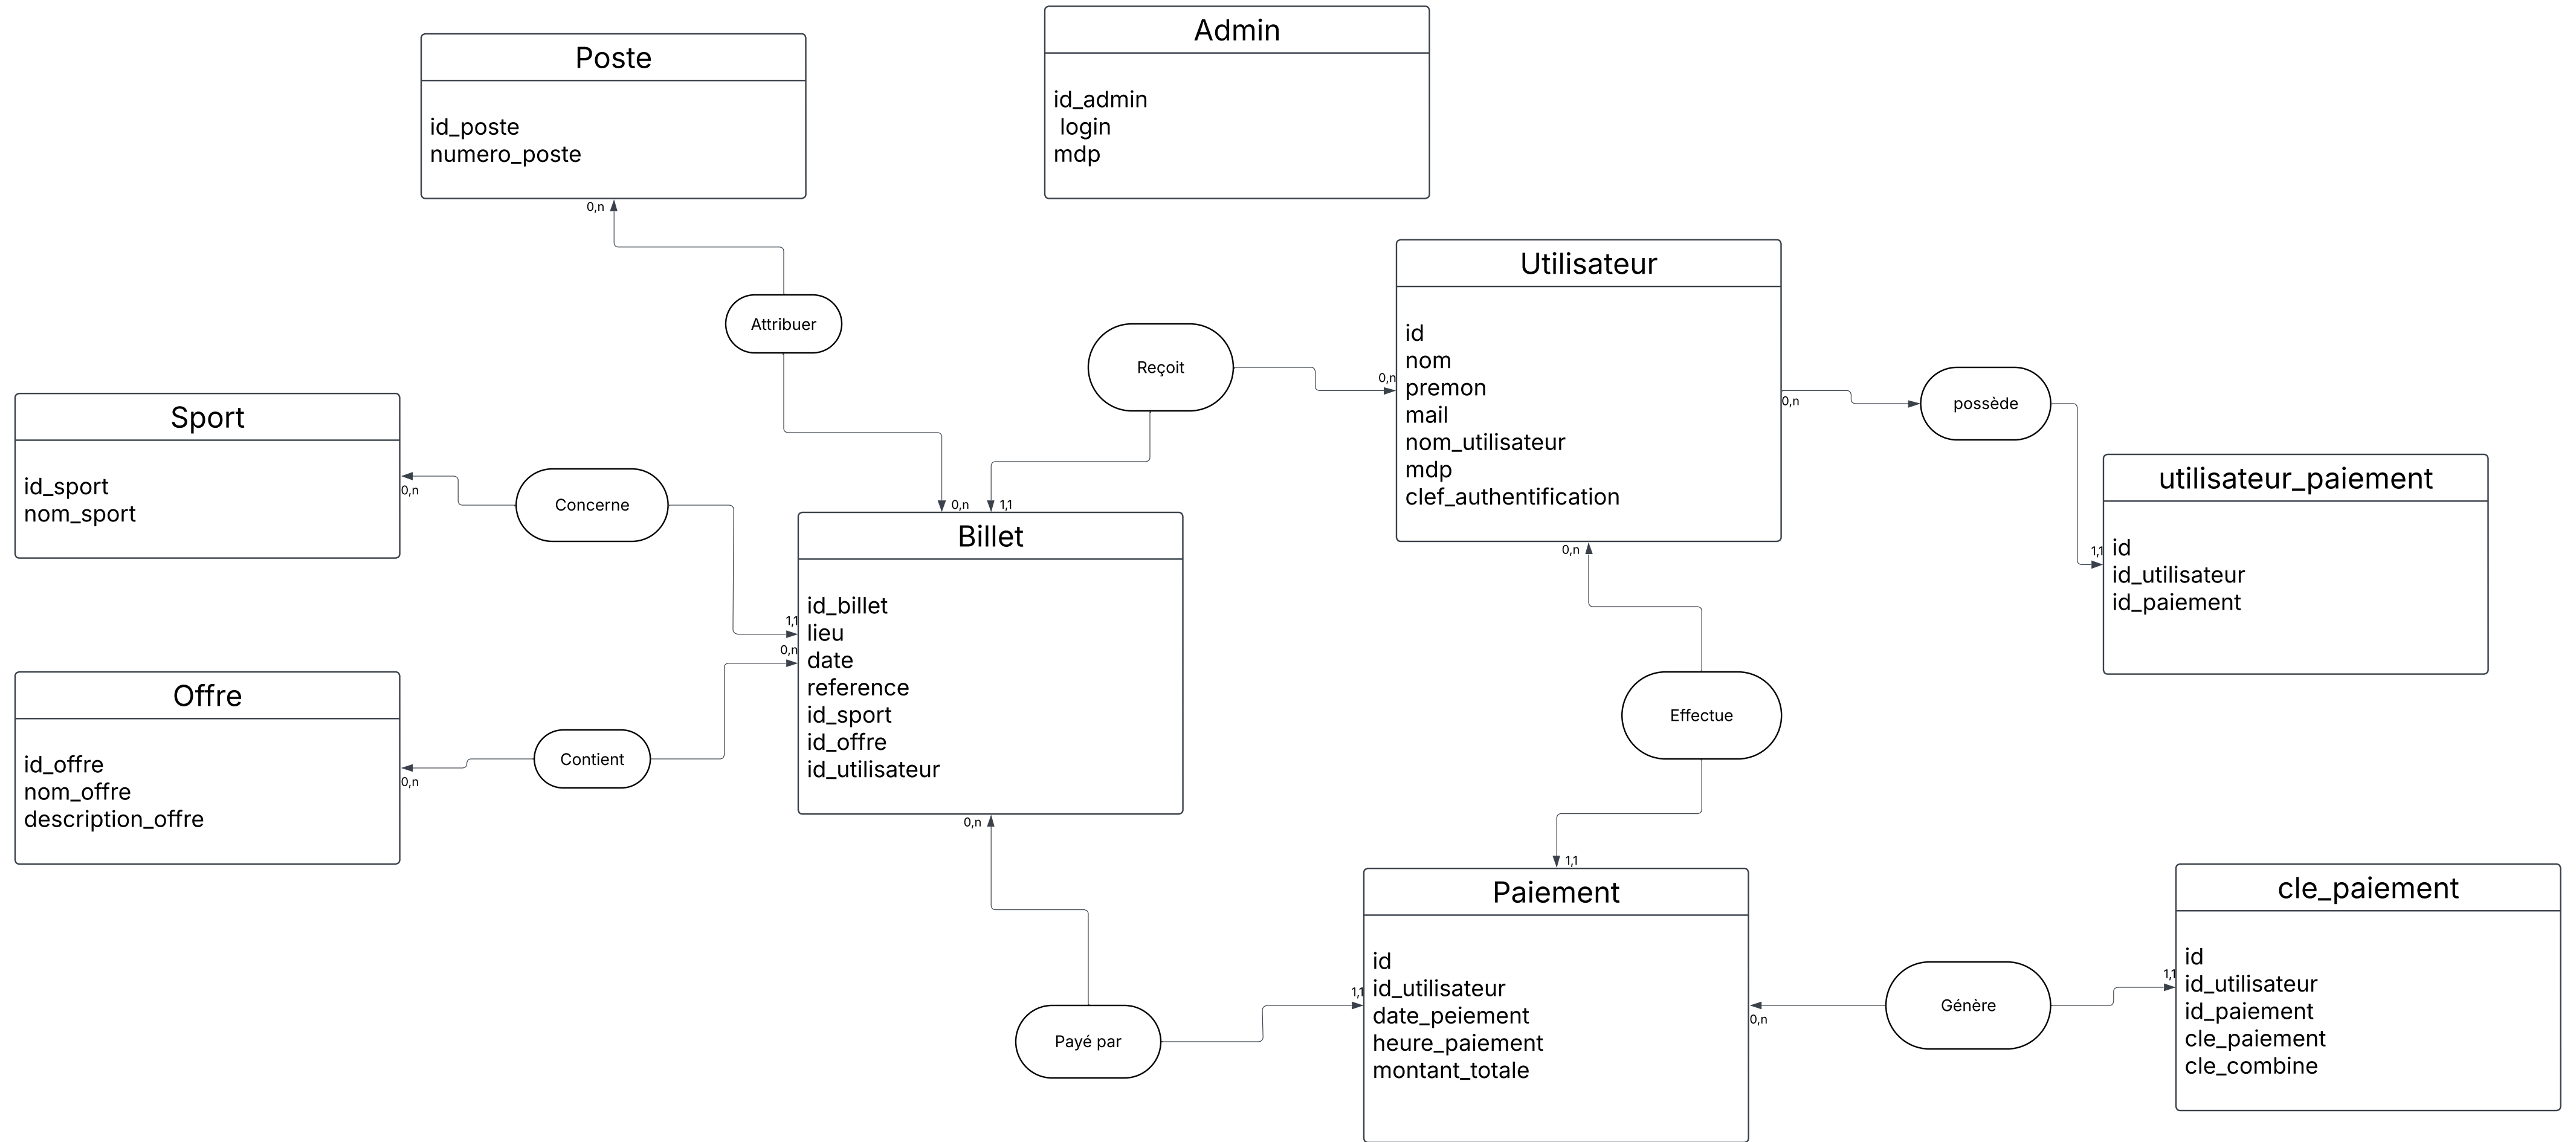 Poste
id_poste
numero_poste
0,n
Admin
id_admin
login
mdp
Attribuer
Utilisateur
id
nom
premon
mail
nom_utilisateur
mdp
clef_authentification
Reçoit
0,n
0,n
possède
Sport
id_sport
nom_sport
0,n
Concerne
0,n
1,1
utilisateur_paiement
1,1
id
id_utilisateur
id_paiement
Billet
id_billet
lieu
date
reference
id_sport
id_offre
id_utilisateur
1,1
0,n
0,n
Offre
id_offre
nom_offre
description_offre
0,n
Contient
0,n
Effectue
1,1
Payé par
1,1
Paiement
id
id_utilisateur
date_peiement
heure_paiement
montant_totale
0,n
Génère
1,1
cle_paiement
id
id_utilisateur
id_paiement
cle_paiement
cle_combine